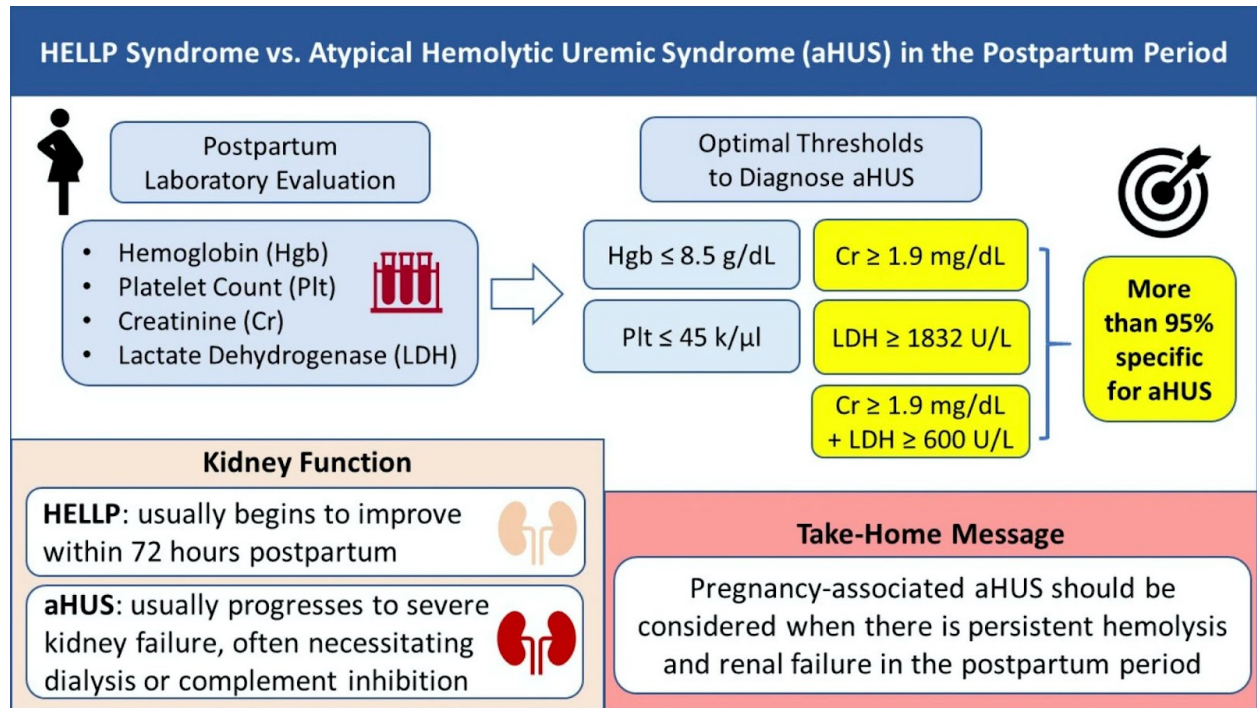 HELLP Syndrome vs. Atypical Hemolytic Uremic Syndrome (aHUS) in the Postpartum Period
Postpartum
Laboratory Evaluation
• Hemoglobin (Hgb)
• Platelet Count (Plt)
• Creatinine (Cr)
• Lactate Dehydrogenase (LDH)
Optimal Thresholds
to Diagnose aHUS
Hgb ≤ 8.5 g/dL
Cr ≥ 1.9 mg/dL
Plt ≤ 45 k/µl
LDH ≥ 1832 U/L
Cr ≥ 1.9 mg/dL
+ LDH ≥ 600 U/L
More
than 95%
specific
for aHUS
Kidney Function
HELLP: usually begins to improve
within 72 hours postpartum
aHUS: usually progresses to severe
kidney failure, often necessitating
dialysis or complement inhibition
Take-Home Message
Pregnancy-associated aHUS should be
considered when there is persistent hemolysis
and renal failure in the postpartum period